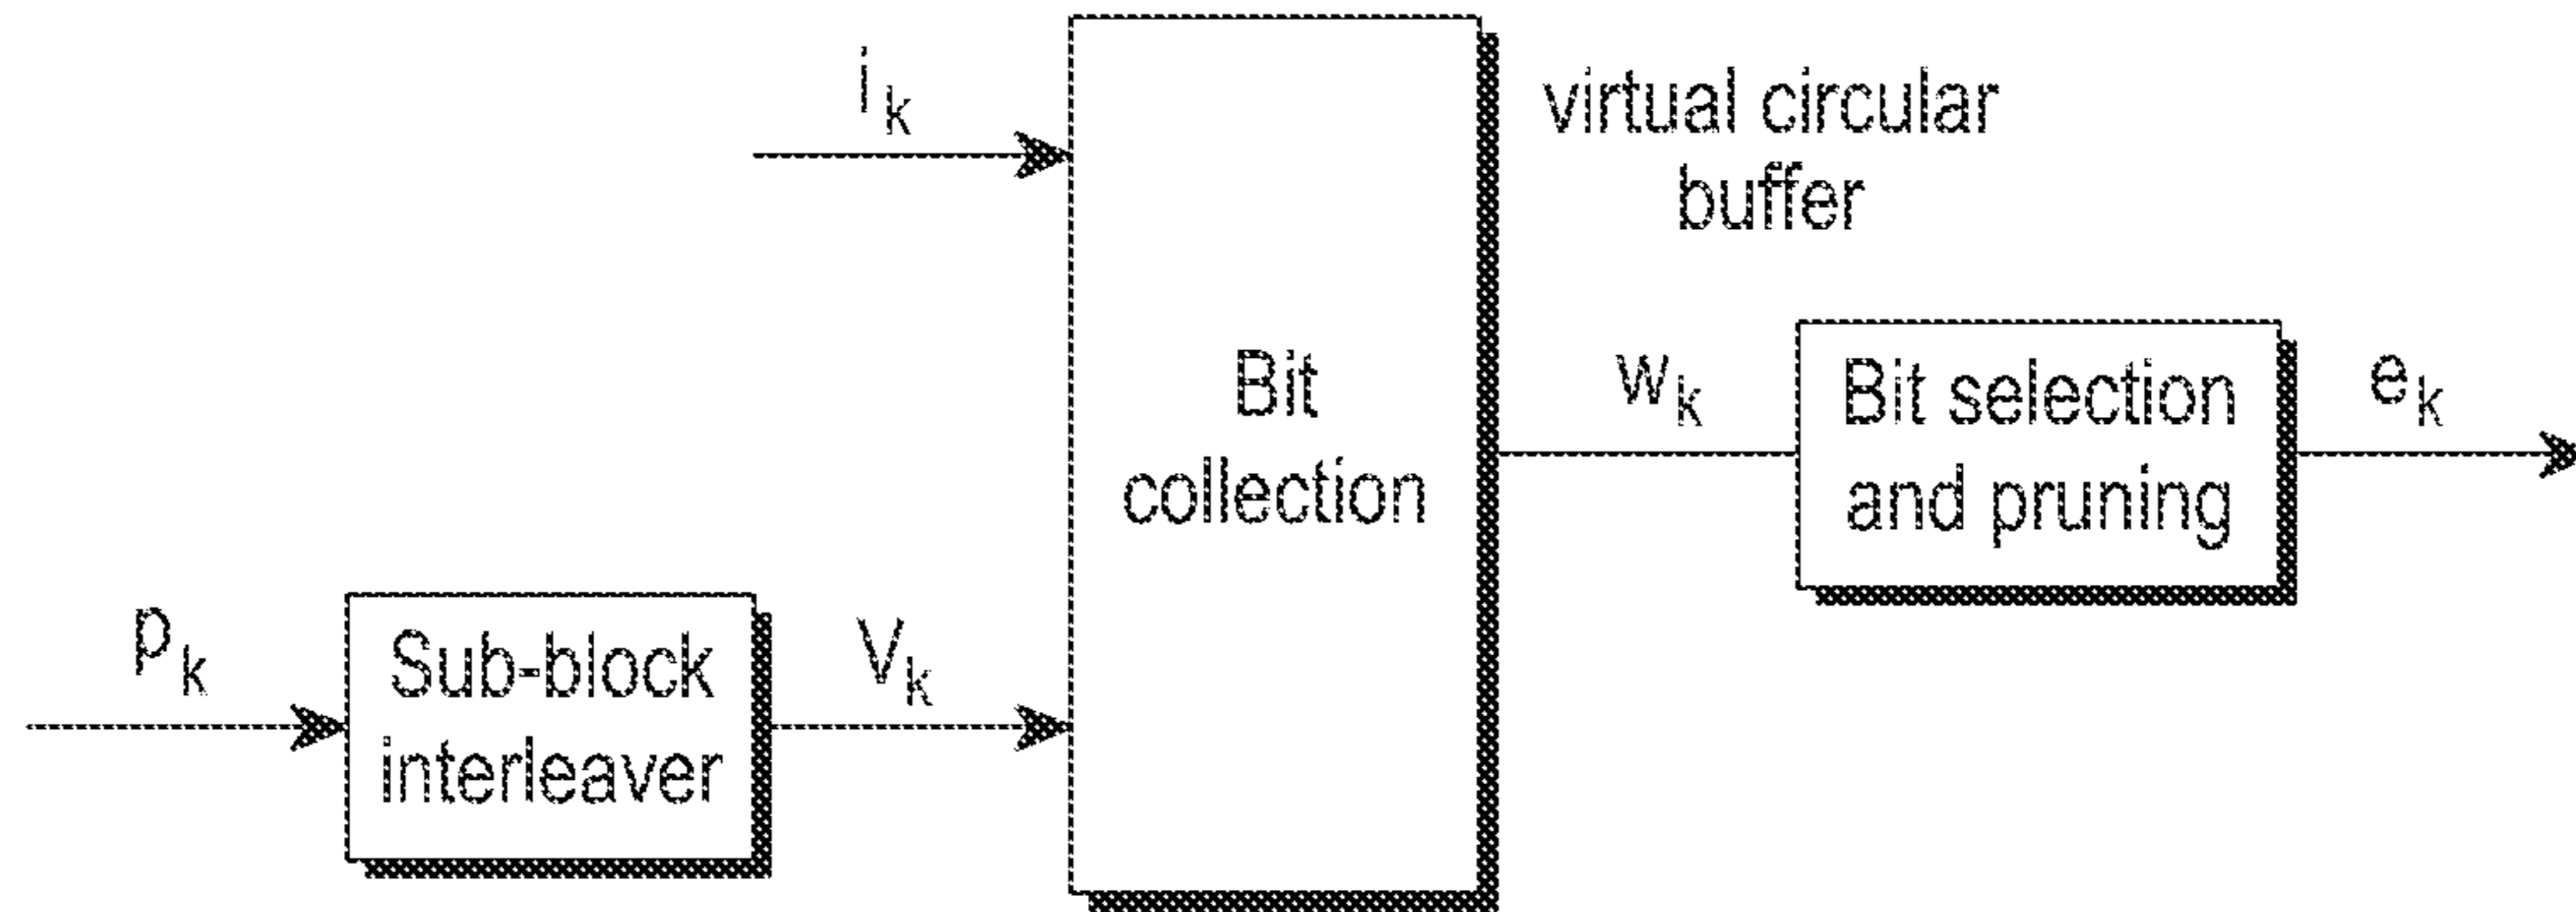 i_k
virtual circular
buffer
Bit
collection
w_k
Bit selection
and pruning
e_k
p_k
Sub-block
interleaver
V_k